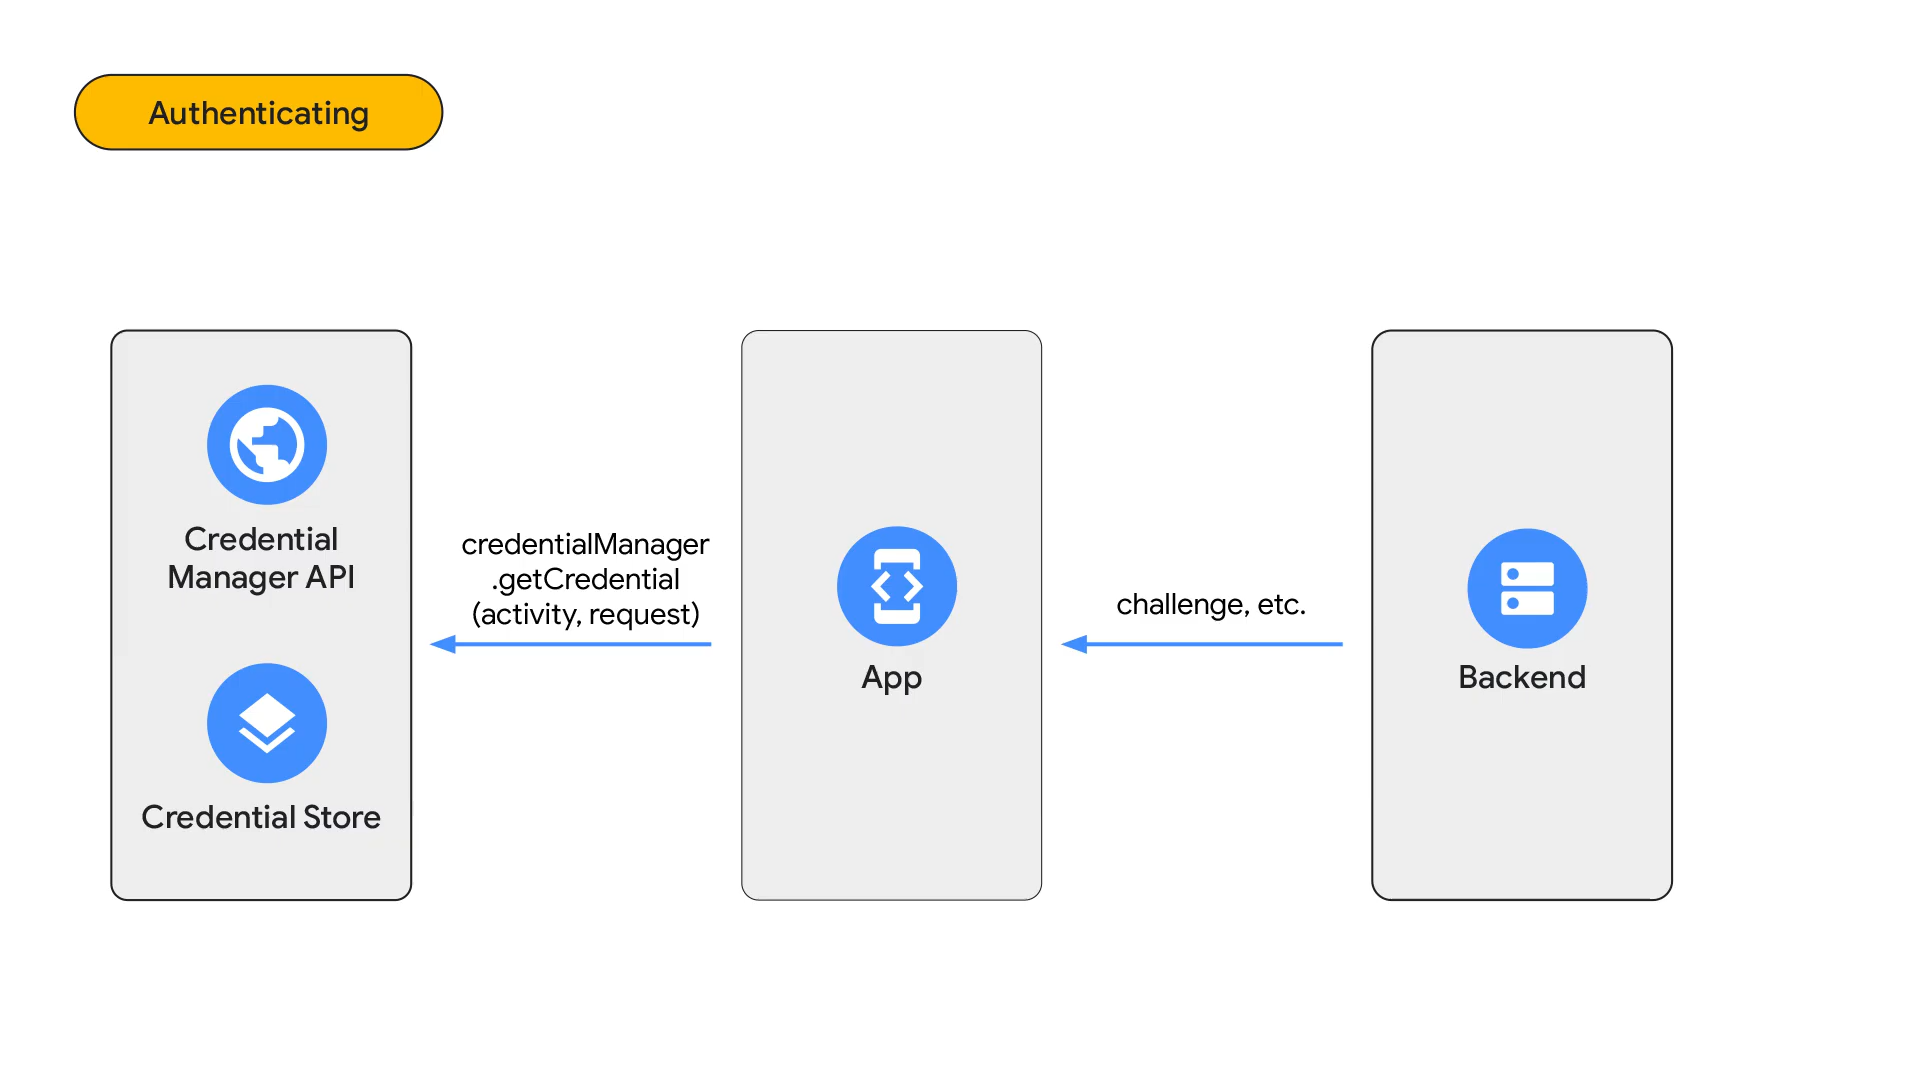 Authenticating
Credential
Manager API
Credential Store
credentialManager
.getCredential
(activity, request)
App
challenge, etc.
Backend